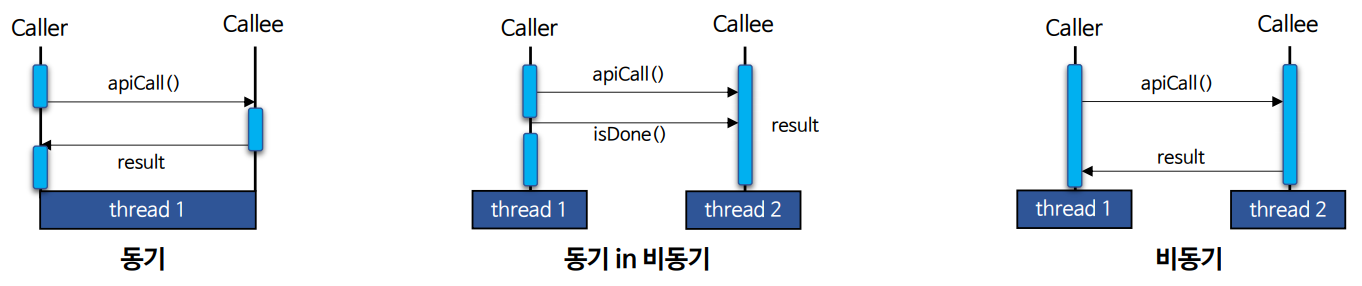 Caller
Callee
apiCall()
result
thread 1
동기
Caller
Callee
apiCall()
isDone()
result
thread 1
thread 2
동기 in 비동기
Caller
Callee
apiCall()
result
thread 1
thread 2
비동기